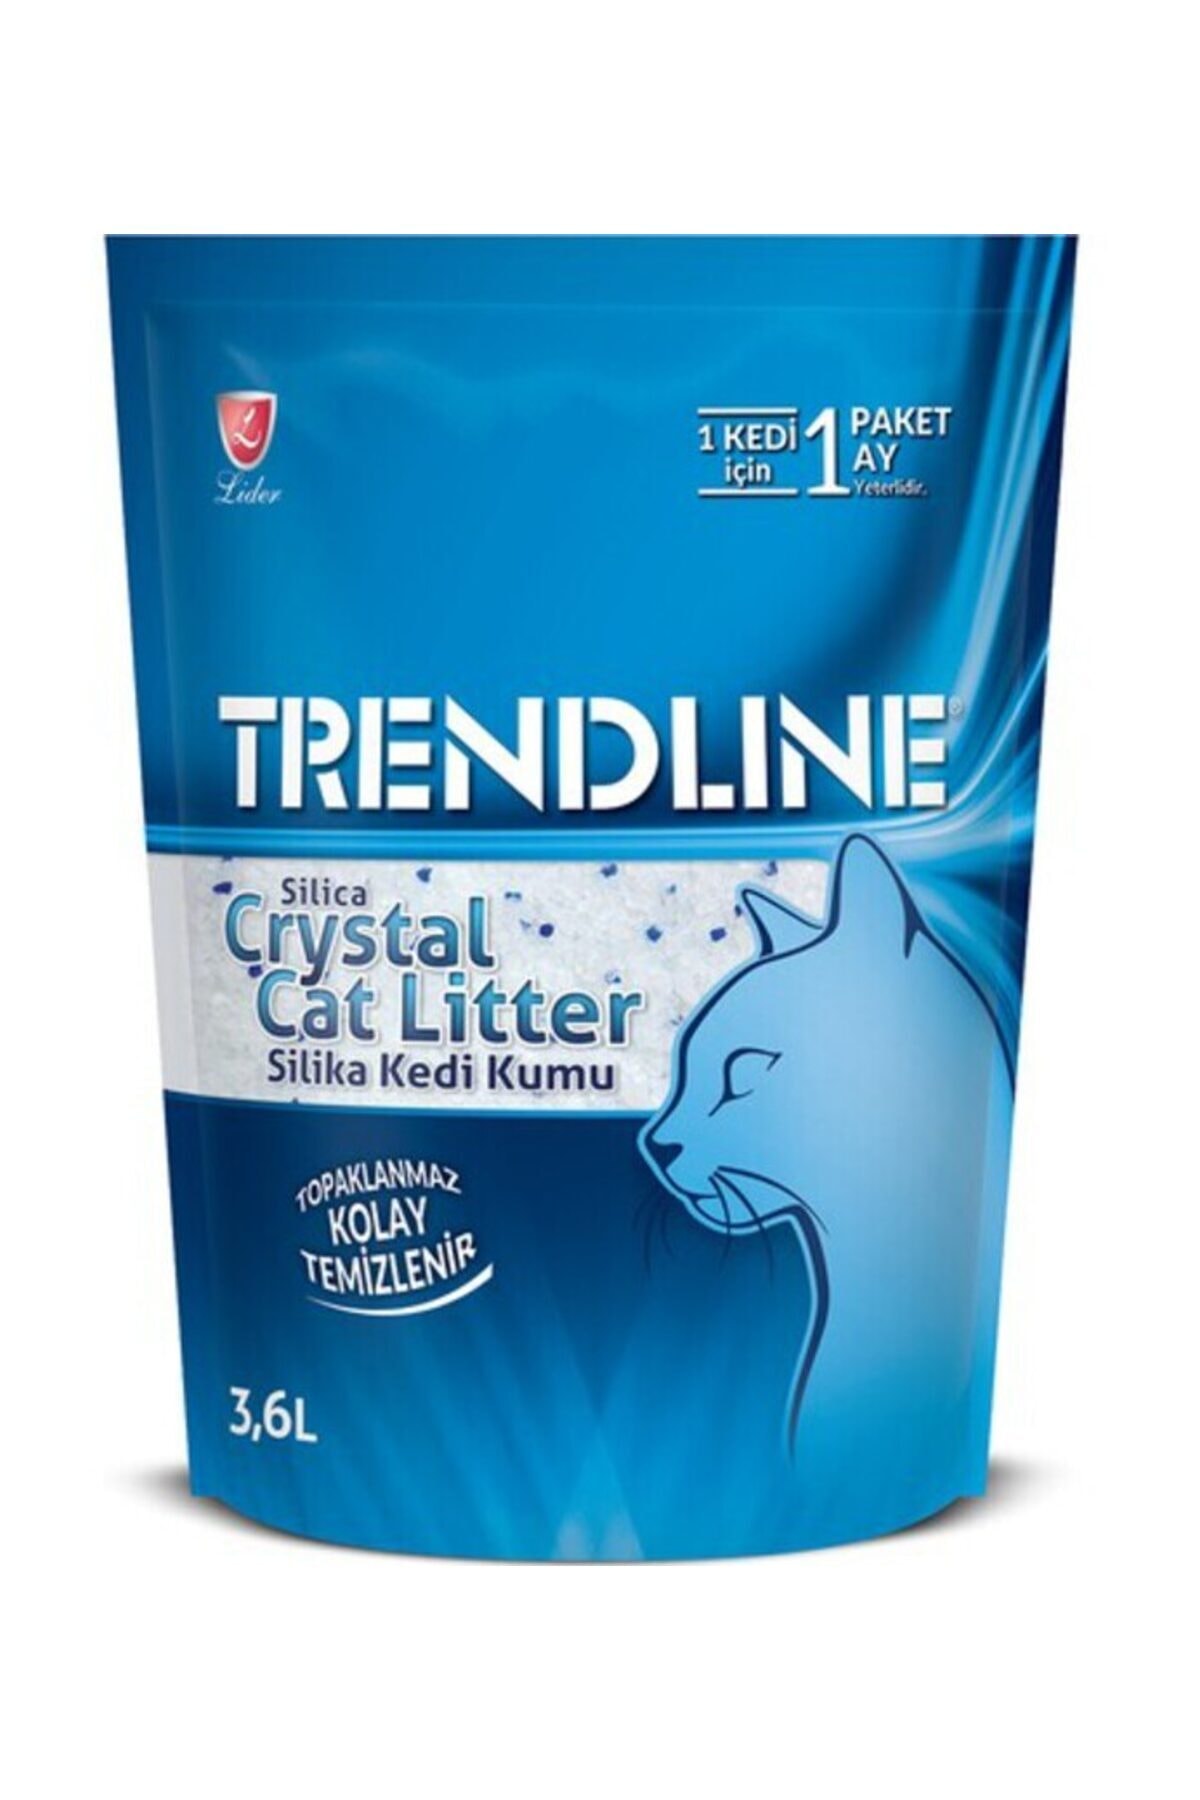 L
Lider
1 KEDİ
için
1
PAKET
AY
Yeterlidir.
TRENDLINE®
Silica
Crystal
Cat Litter
Silika Kedi Kumu
TOPAKLANMAZ
KOLAY
TEMİZLENİR
3,6L